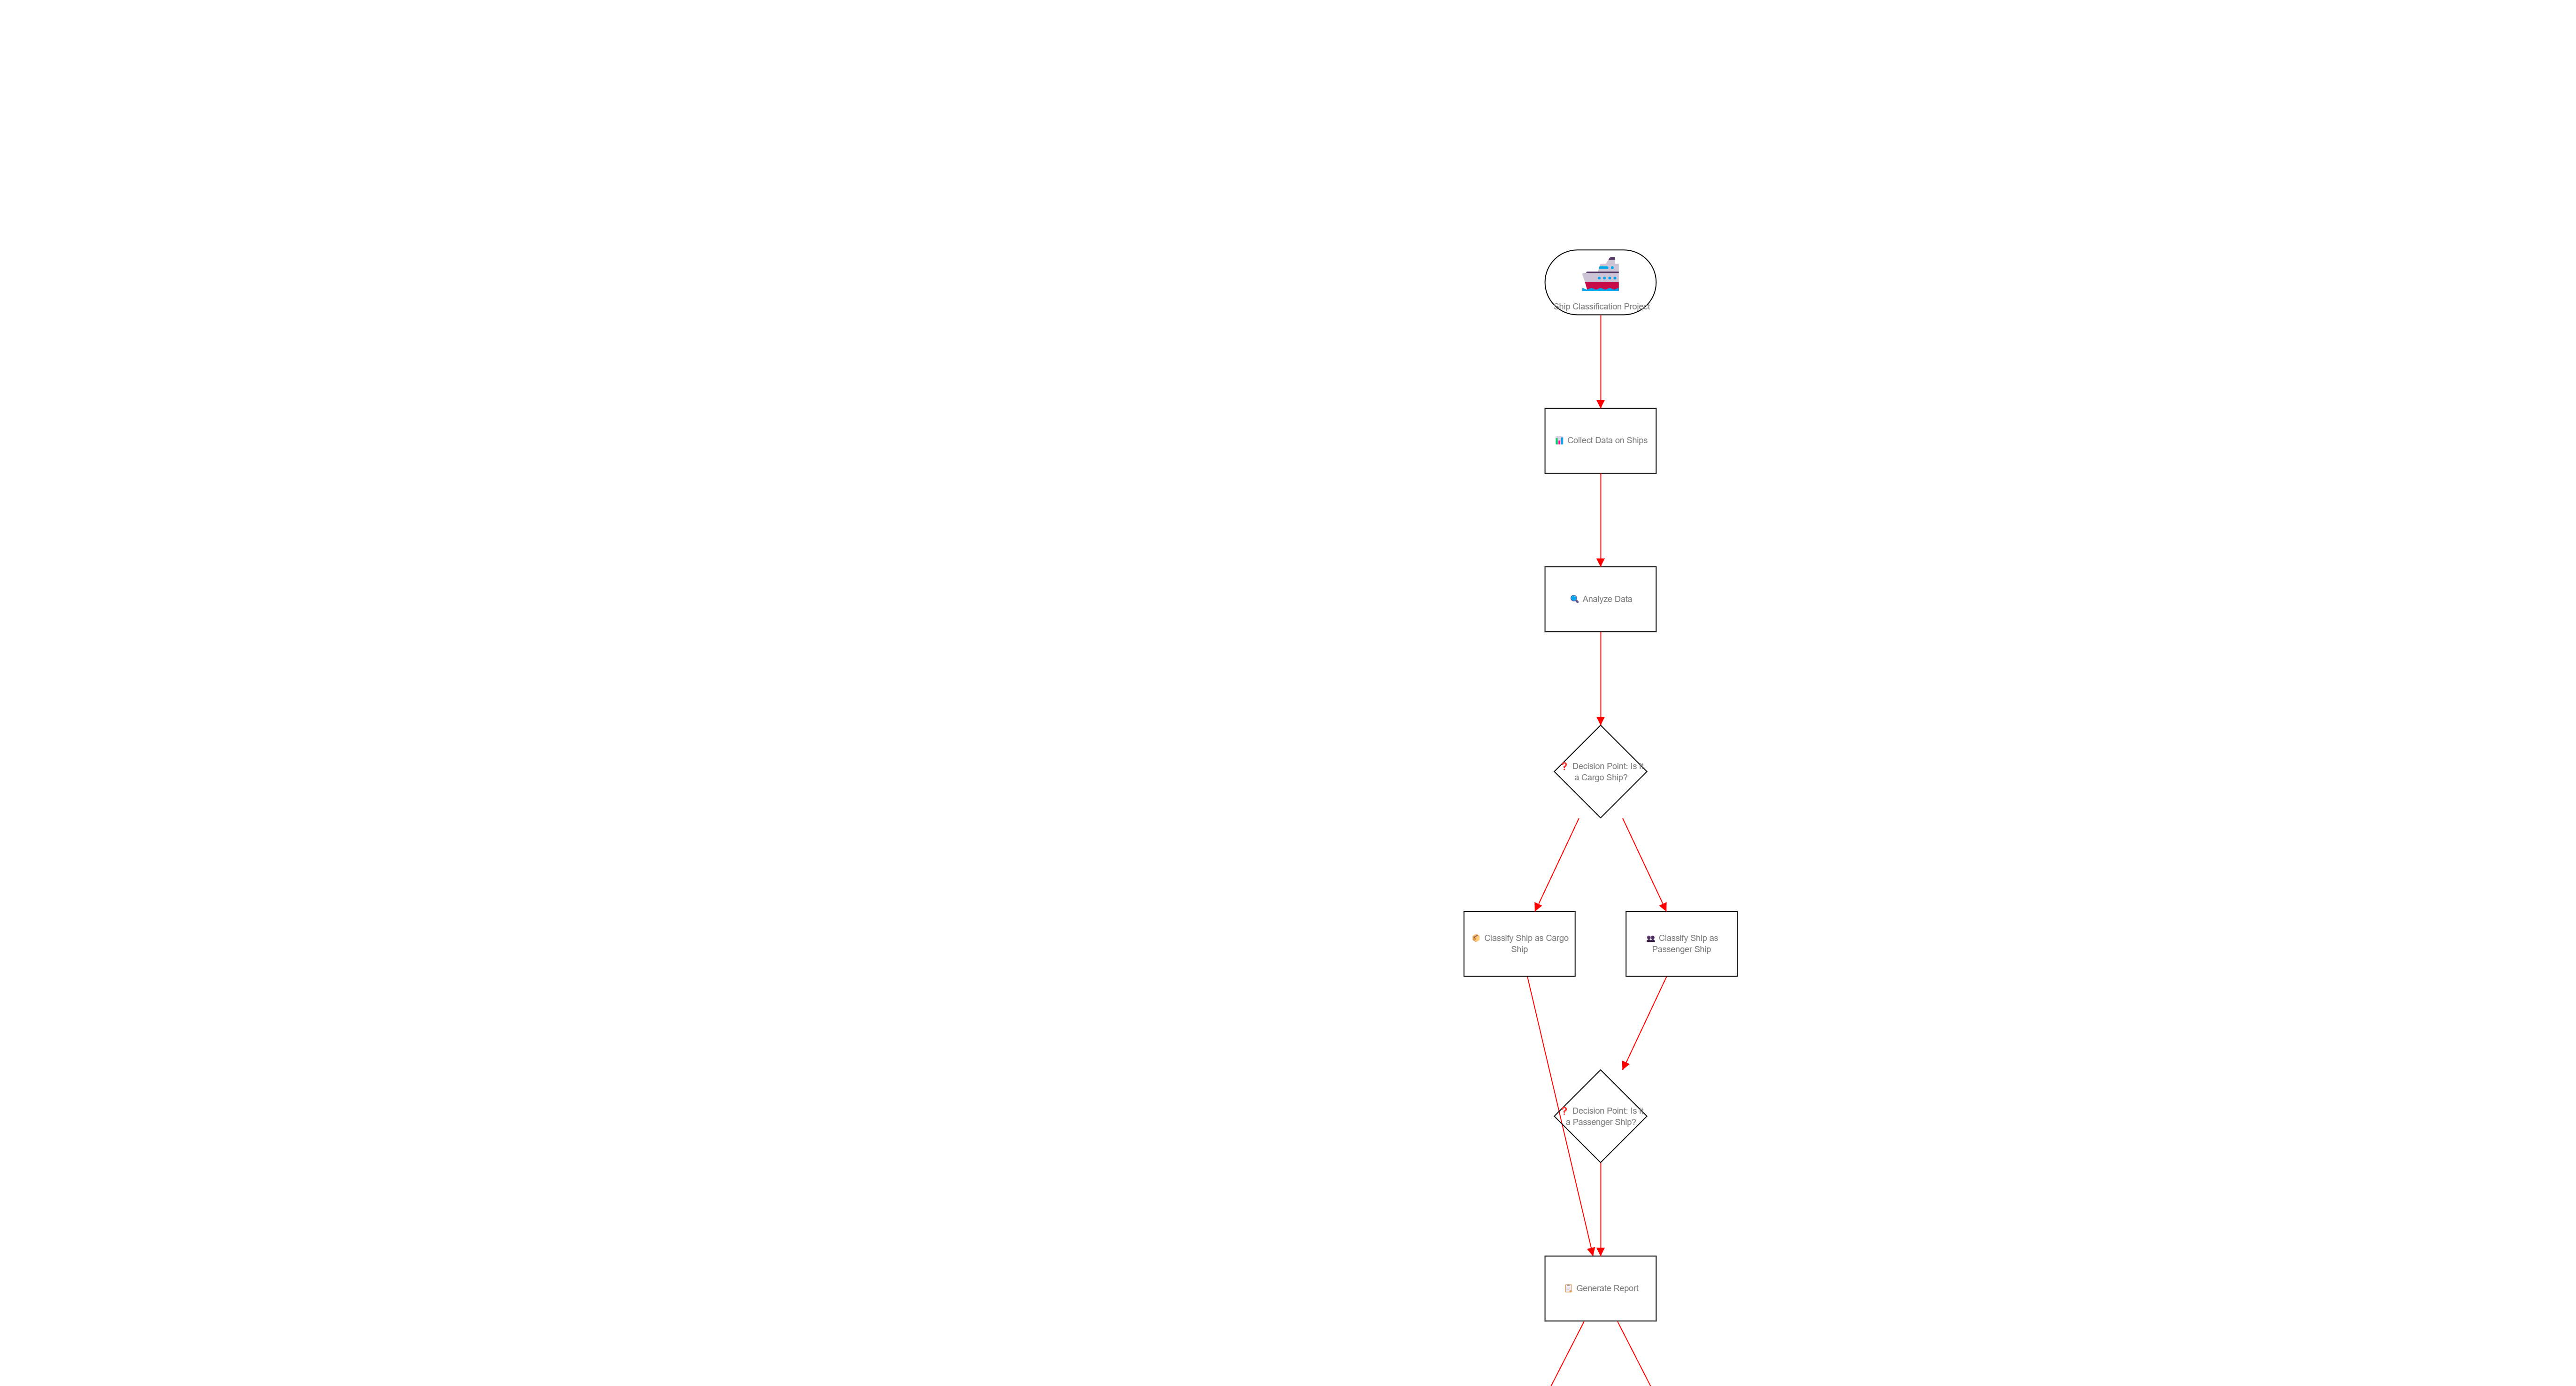 Ship Classification Project
Collect Data on Ships
Analyze Data
❓ Decision Point: Is it
a Cargo Ship?
Classify Ship as Cargo
Ship
Classify Ship as
Passenger Ship
❓ Decision Point: Is it
a Passenger Ship?
Generate Report